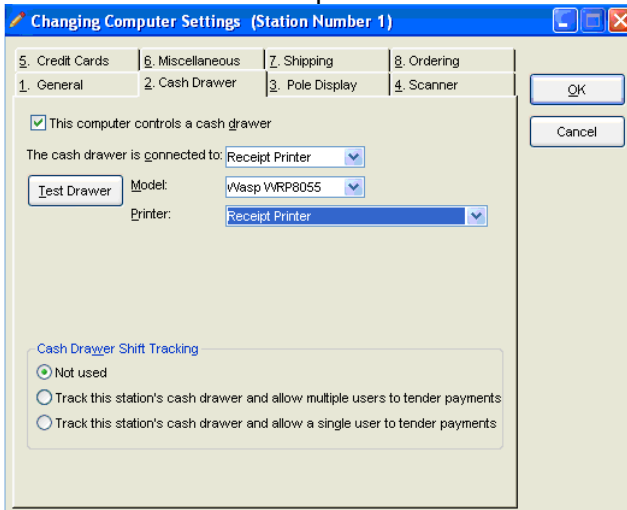 Changing Computer Settings (Station Number 1)
5. Credit Cards 6. Miscellaneous 7. Shipping 8. Ordering
1. General 2. Cash Drawer 3. Pole Display 4. Scanner
OK
Cancel
This computer controls a cash drawer
The cash drawer is connected to: Receipt Printer
Test Drawer Model: Wasp WRP8055
Printer: Receipt Printer
Cash Drawer Shift Tracking
Not used
Track this station's cash drawer and allow multiple users to tender payments
Track this station's cash drawer and allow a single user to tender payments